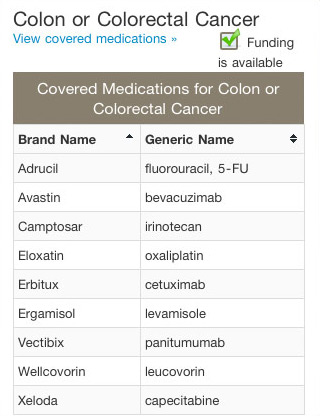 Colon or Colorectal Cancer
View covered medications »
Funding
is available
Covered Medications for Colon or
Colorectal Cancer
Brand Name Generic Name
Adrucil fluorouracil, 5-FU
Avastin bevacuzimab
Camptosar irinotecan
Eloxatin oxaliplatin
Erbitux cetuximab
Ergamisol levamisole
Vectibix panitumumab
Wellcovorin leucovorin
Xeloda capecitabine